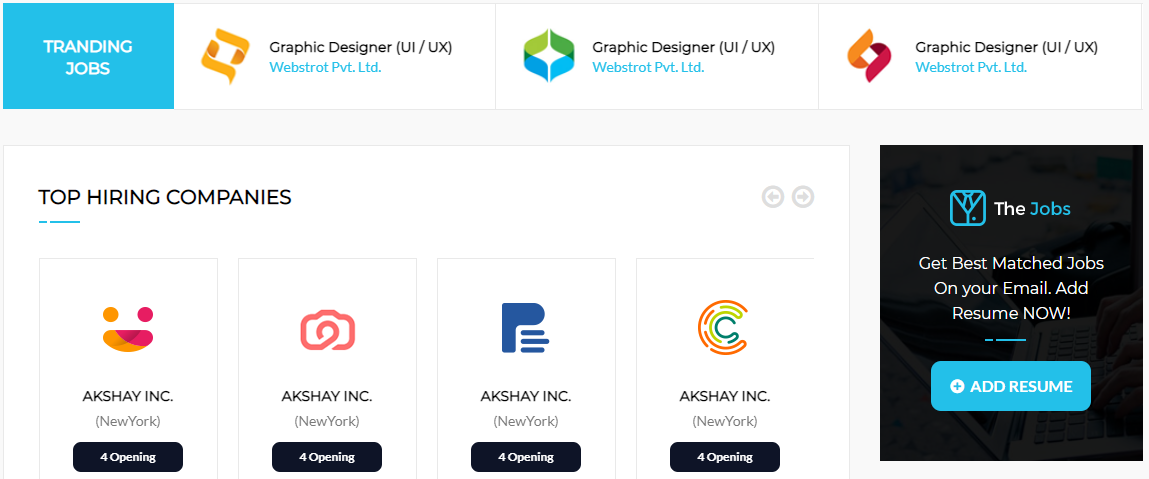 TRANDING
JOBS
Graphic Designer (UI / UX)
Webstrot Pvt. Ltd.
Graphic Designer (UI / UX)
Webstrot Pvt. Ltd.
Graphic Designer (UI / UX)
Webstrot Pvt. Ltd.
TOP HIRING COMPANIES
AKSHAY INC.
(NewYork)
4 Opening
AKSHAY INC.
(NewYork)
4 Opening
AKSHAY INC.
(NewYork)
4 Opening
AKSHAY INC.
(NewYork)
4 Opening
The Jobs
Get Best Matched Jobs
On your Email. Add
Resume NOW!
ADD RESUME